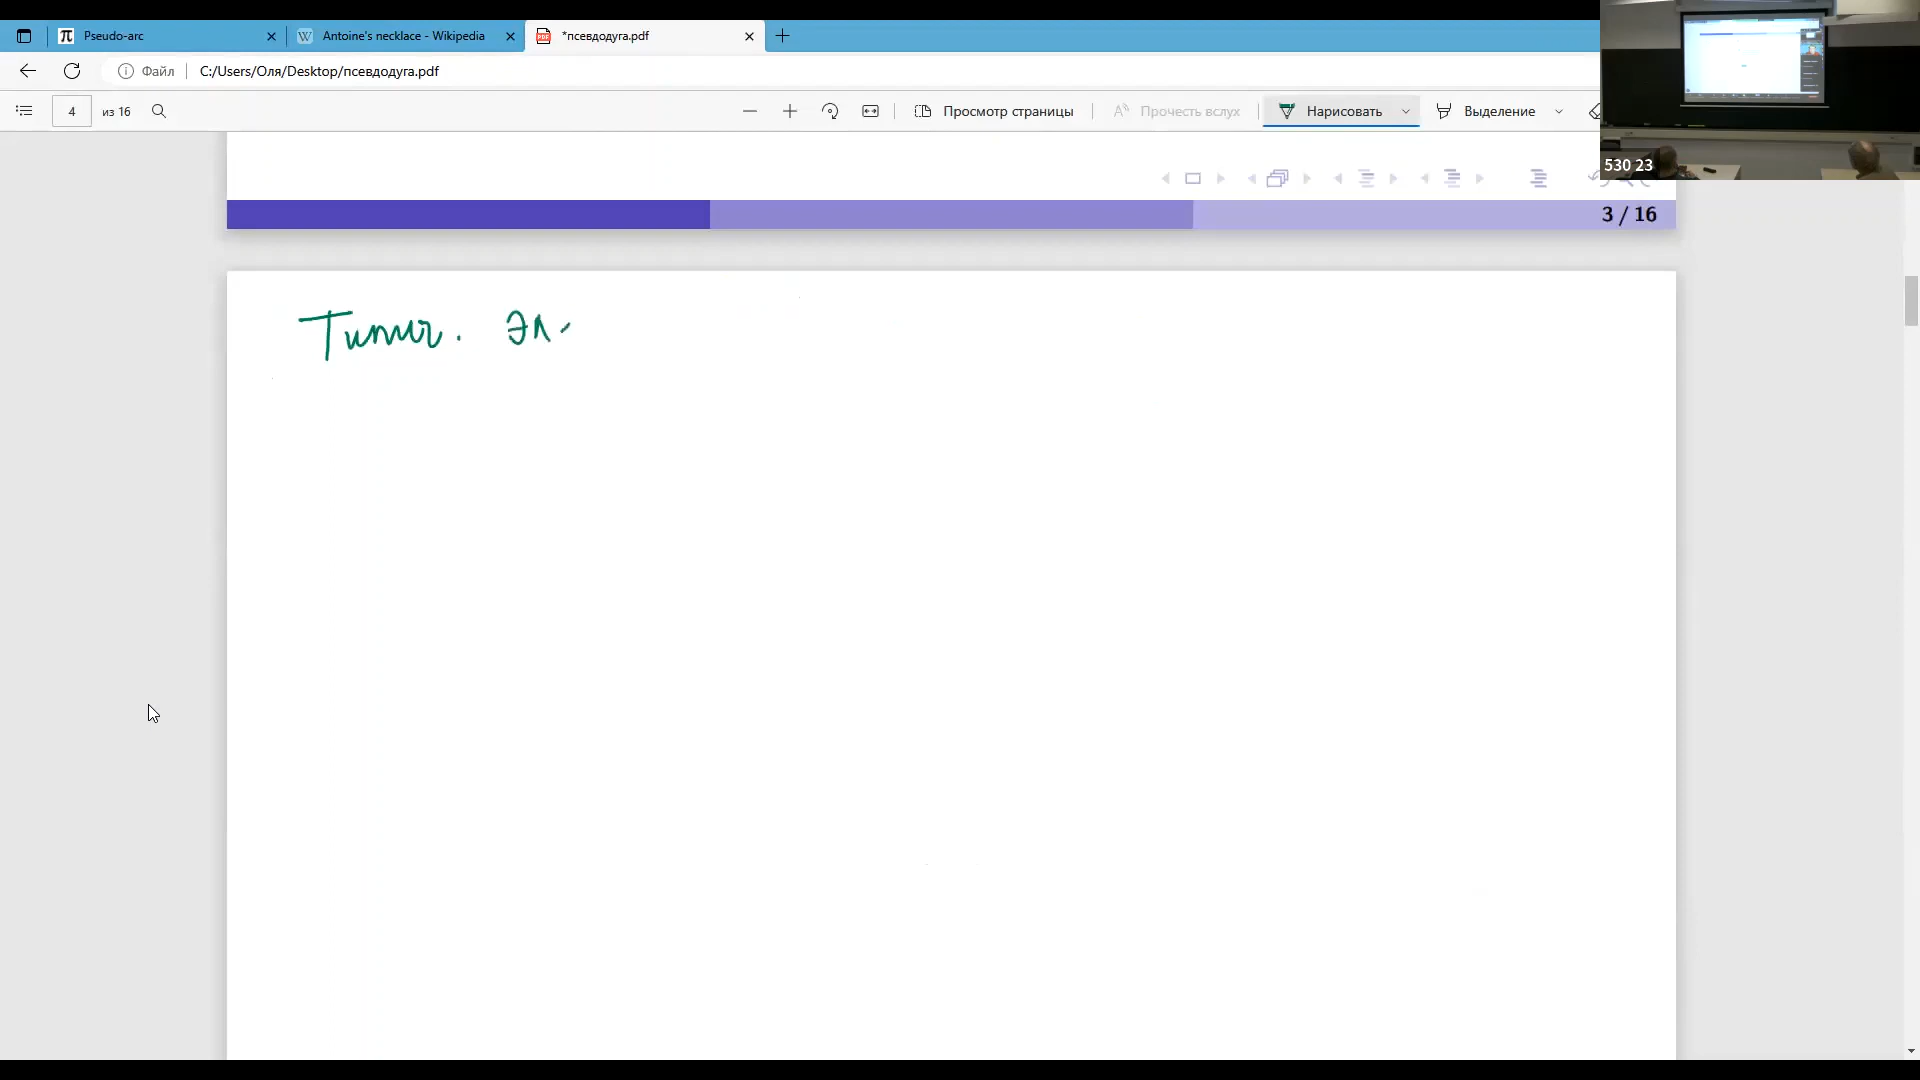 Pseudo-arc
Antoine's necklace - Wikipedia
*псевдодуга.pdf
Файл
C:/Users/Оля/Desktop/псевдодуга.pdf
4 из 16
Просмотр страницы
Прочесть вслух
Нарисовать
Выделение
530 23
3 / 16
Типич. эл